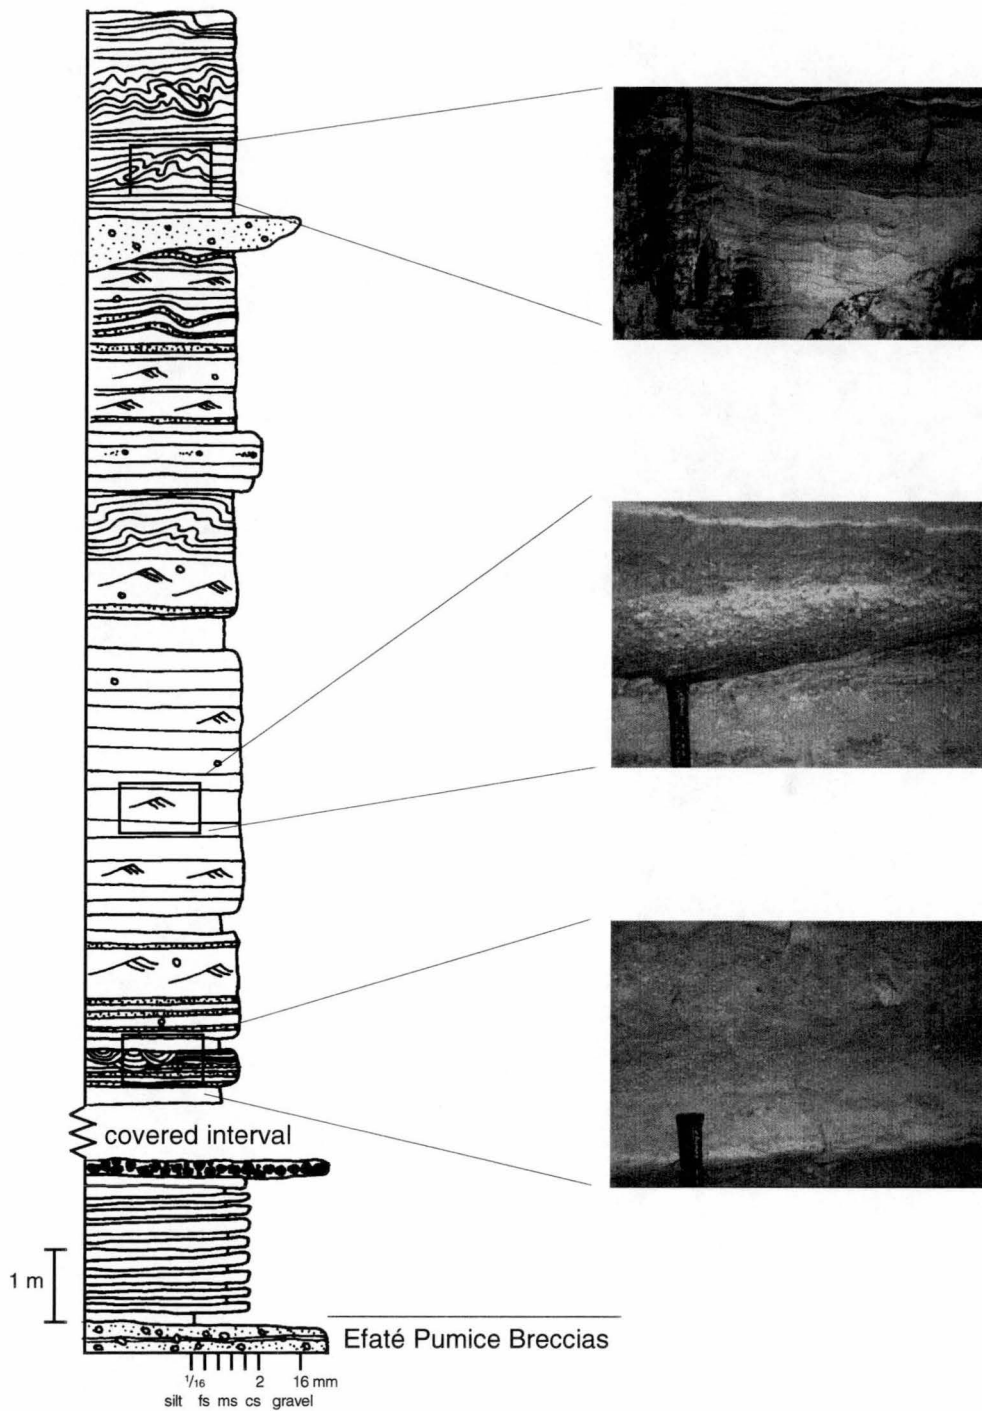 covered interval
1 m
Efaté Pumice Breccias
1/16 2 16 mm
silt fs ms cs gravel